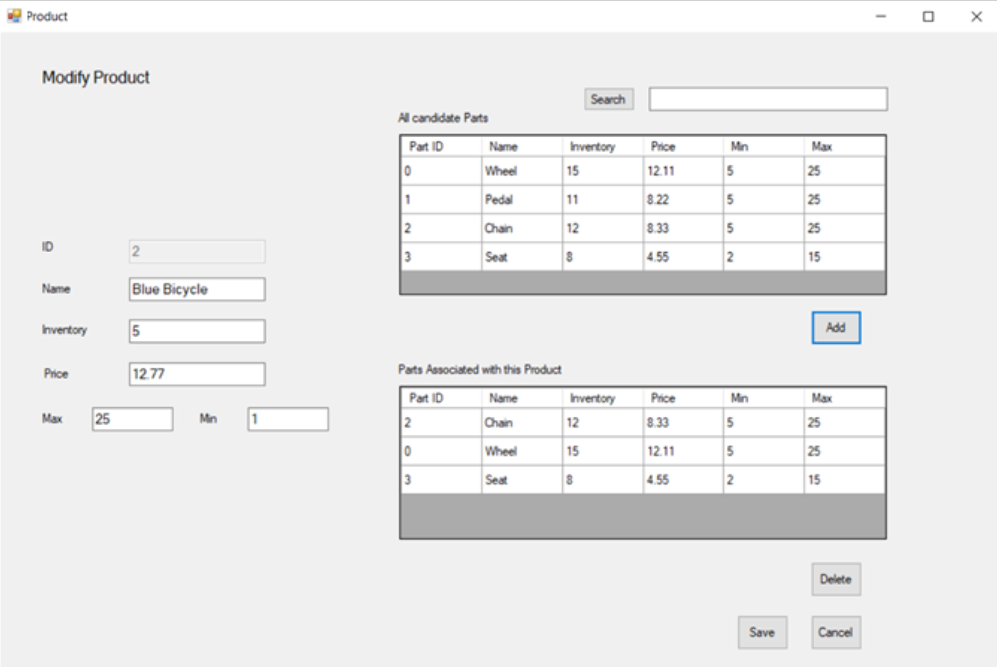 Product
Modify Product
Search
All candidate Parts
Part ID Name Inventory Price Min Max
0 Wheel 15 12.11 5 25
1 Pedal 11 8.22 5 25
2 Chain 12 8.33 5 25
3 Seat 8 4.55 2 15
ID 2
Name Blue Bicycle
Inventory 5
Price 12.77
Max 25 Min 1
Add
Parts Associated with this Product
Part ID Name Inventory Price Min Max
2 Chain 12 8.33 5 25
0 Wheel 15 12.11 5 25
3 Seat 8 4.55 2 15
Delete
Save Cancel